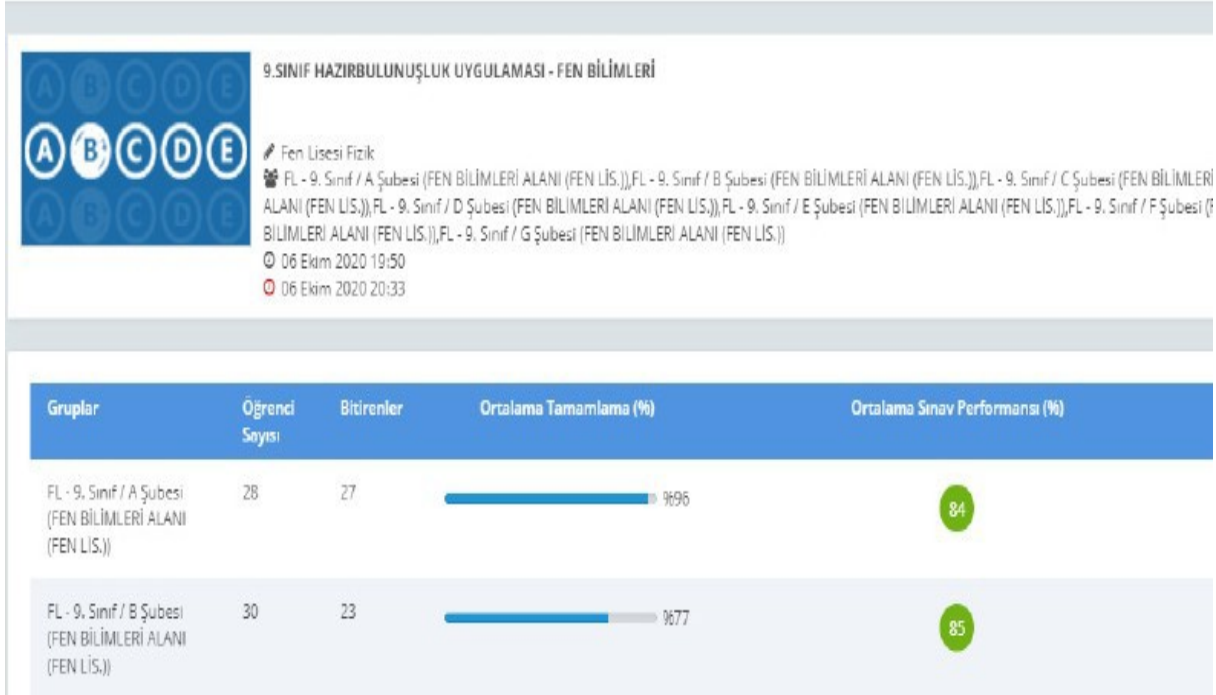 A B C D E
A B C D E
A B C D E
9.SINIF HAZIRBULUNUŞLUK UYGULAMASI - FEN BİLİMLERİ
Fen Lisesi Fizik
FL - 9. Sınıf / A Şubesi (FEN BİLİMLERİ ALANI (FEN LİS.)),FL - 9. Sınıf / B Şubesi (FEN BİLİMLERİ ALANI (FEN LİS.)),FL - 9. Sınıf / C Şubesi (FEN BİLİMLERİ
ALANI (FEN LİS.)),FL - 9. Sınıf / D Şubesi (FEN BİLİMLERİ ALANI (FEN LİS.)),FL - 9. Sınıf / E Şubesi (FEN BİLİMLERİ ALANI (FEN LİS.)),FL - 9. Sınıf / F Şubesi (
BİLİMLERİ ALANI (FEN LİS.)),FL - 9. Sınıf / G Şubesi (FEN BİLİMLERİ ALANI (FEN LİS.))
06 Ekim 2020 19:50
06 Ekim 2020 20:33
Gruplar Öğrenci Bitirenler Ortalama Tamamlama (%) Ortalama Sınav Performansı (%)
Sayısı
FL - 9. Sınıf / A Şubesi 28 27 %96 84
(FEN BİLİMLERİ ALANI
(FEN LİS.))
FL - 9. Sınıf / B Şubesi 30 23 %77 85
(FEN BİLİMLERİ ALANI
(FEN LİS.))